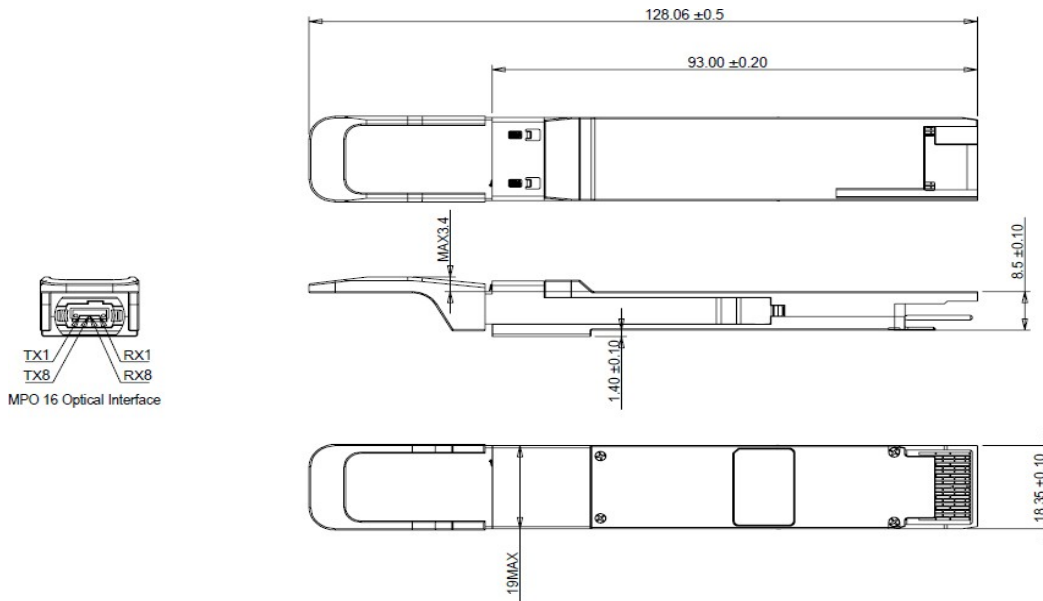 128.06 ±0.5
93.00 ±0.20
MAX3.4
8.5 ±0.10
1.40 ±0.10
TX1 RX1
TX8 RX8
MPO 16 Optical Interface
18.35 ±0.10
19MAX